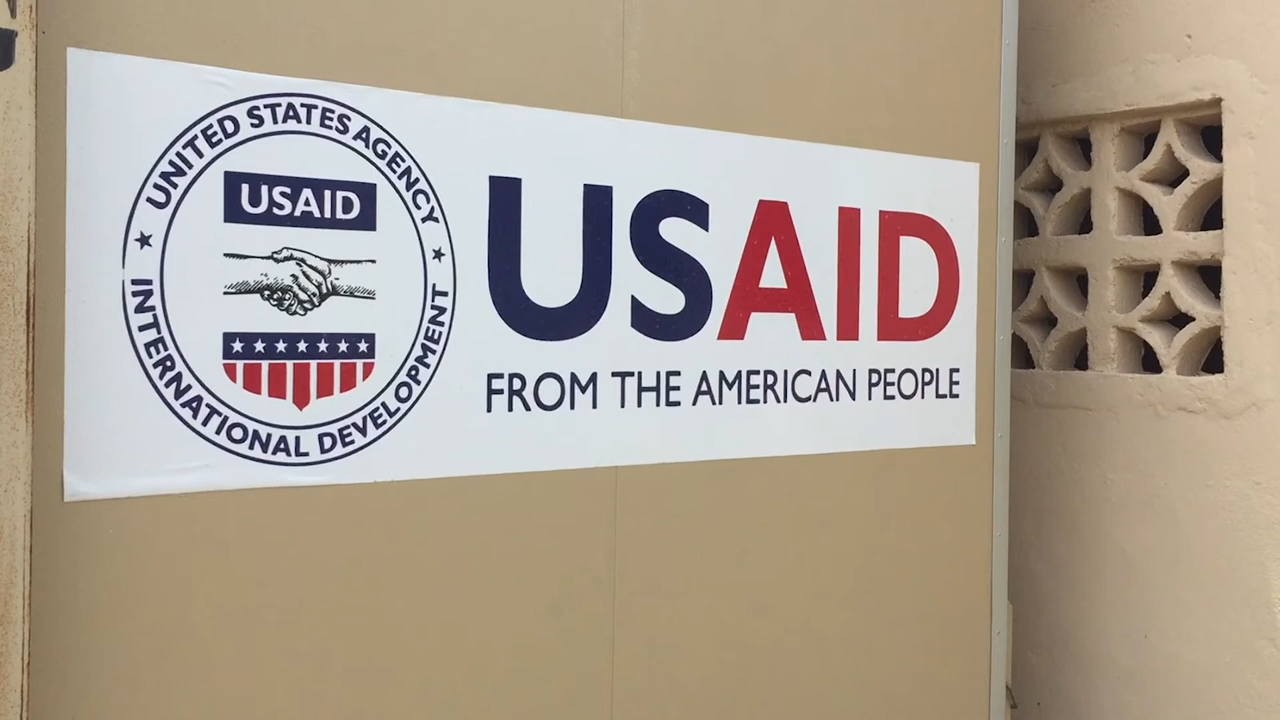 UNITED STATES AGENCY
USAID
INTERNATIONAL DEVELOPMENT
USAID
FROM THE AMERICAN PEOPLE